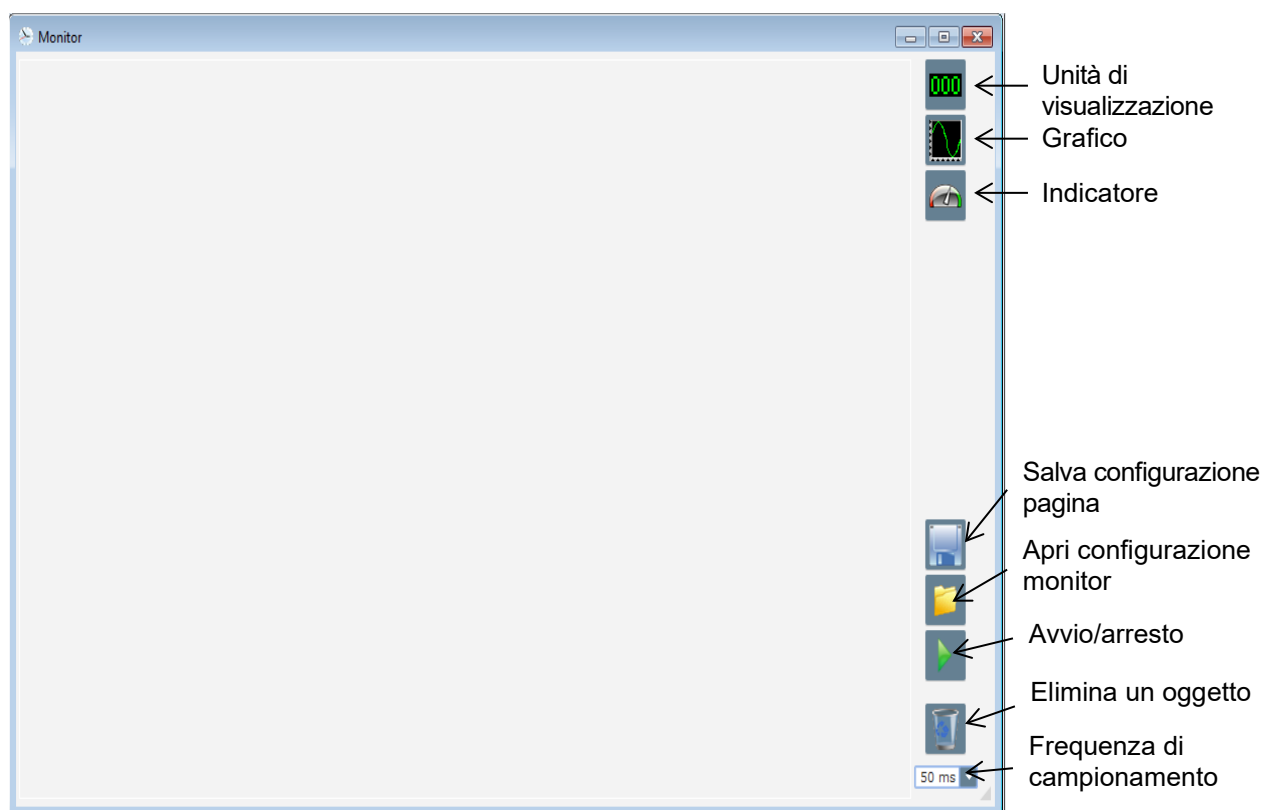 Monitor
000
Unità di
visualizzazione
Grafico
Indicatore
Salva configurazione
pagina
Apri configurazione
monitor
Avvio/arresto
Elimina un oggetto
Frequenza di
campionamento
50 ms